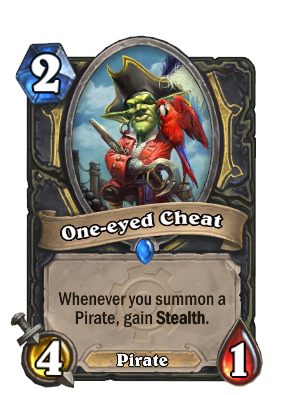 2
One-eyed Cheat
Whenever you summon a
Pirate, gain Stealth.
4
Pirate
1